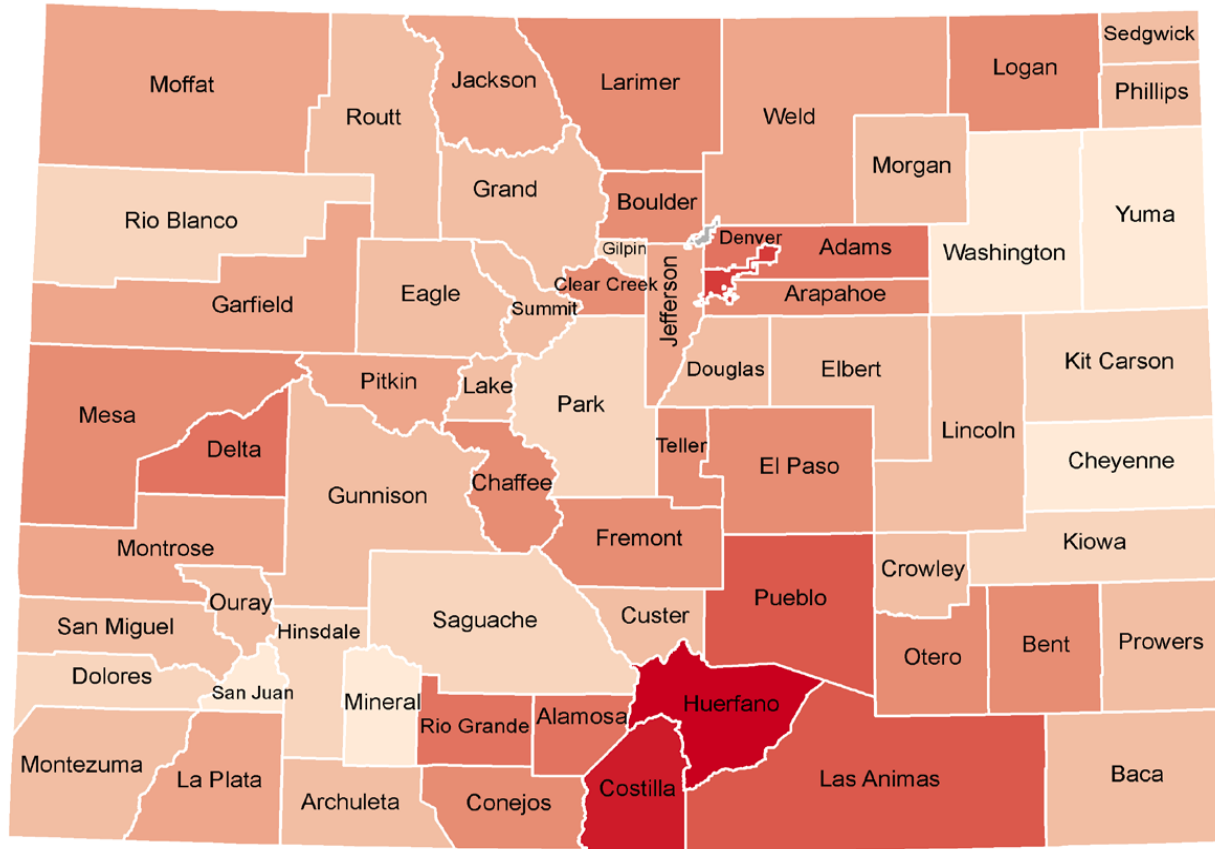 Sedgwick
Logan
Jackson
Larimer
Moffat
Phillips
Routt
Weld
Morgan
Grand
Boulder
Yuma
Rio Blanco
Denver
Adams
Gilpin
Washington
Clear Creek
Eagle
Arapahoe
Garfield
Summit
Jefferson
Kit Carson
Douglas
Elbert
Pitkin
Lake
Park
Mesa
Lincoln
Teller
Delta
Cheyenne
El Paso
Chaffee
Gunnison
Fremont
Kiowa
Montrose
Crowley
Pueblo
Ouray
Custer
Saguache
San Miguel
Hinsdale
Prowers
Bent
Otero
Dolores
San Juan
Mineral
Huerfano
Alamosa
Rio Grande
Montezuma
La Plata
Las Animas
Baca
Costilla
Archuleta
Conejos